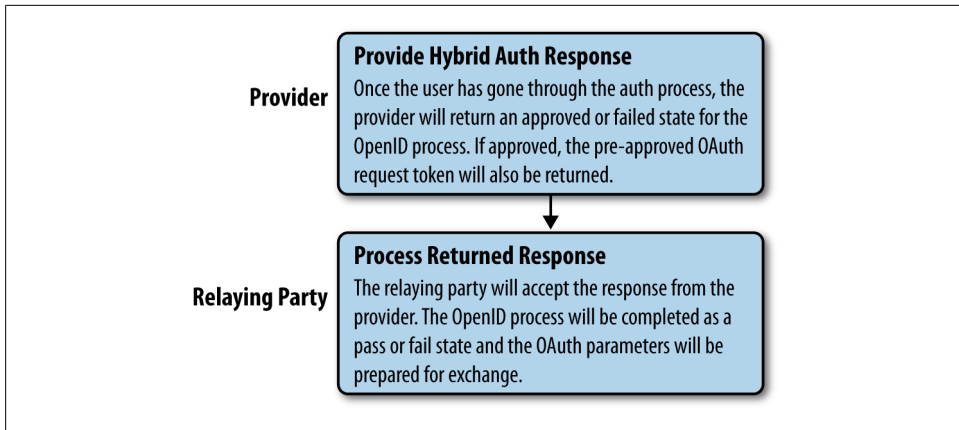 Provide Hybrid Auth Response
Provider
Once the user has gone through the auth process, the
provider will return an approved or failed state for the
OpenID process. If approved, the pre-approved OAuth
request token will also be returned.
Process Returned Response
Relaying Party
The relaying party will accept the response from the
provider. The OpenID process will be completed as a
pass or fail state and the OAuth parameters will be
prepared for exchange.